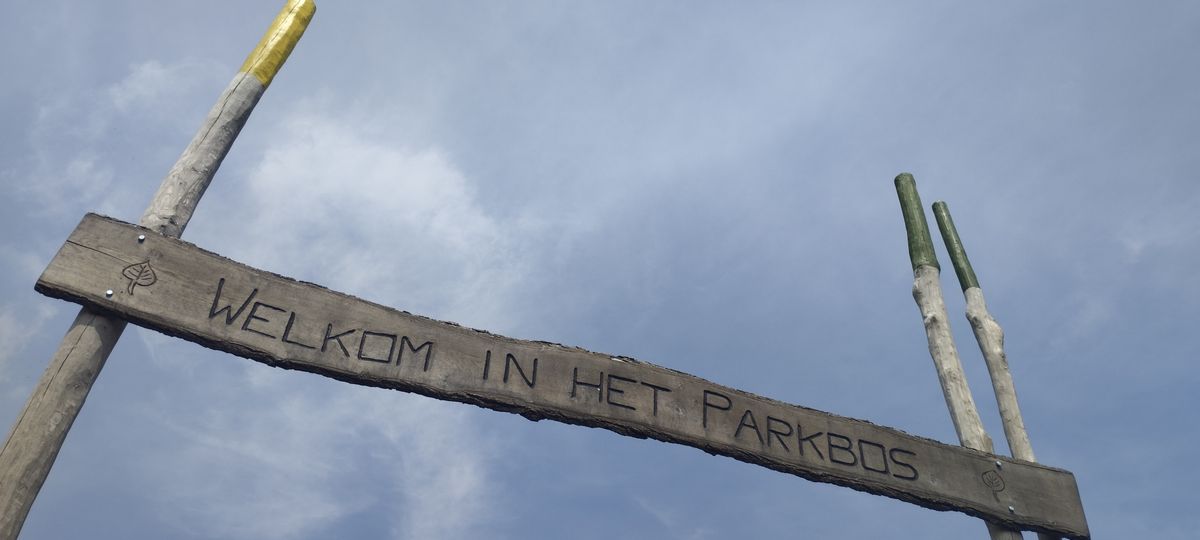 WELKOM IN HET PARKBOS